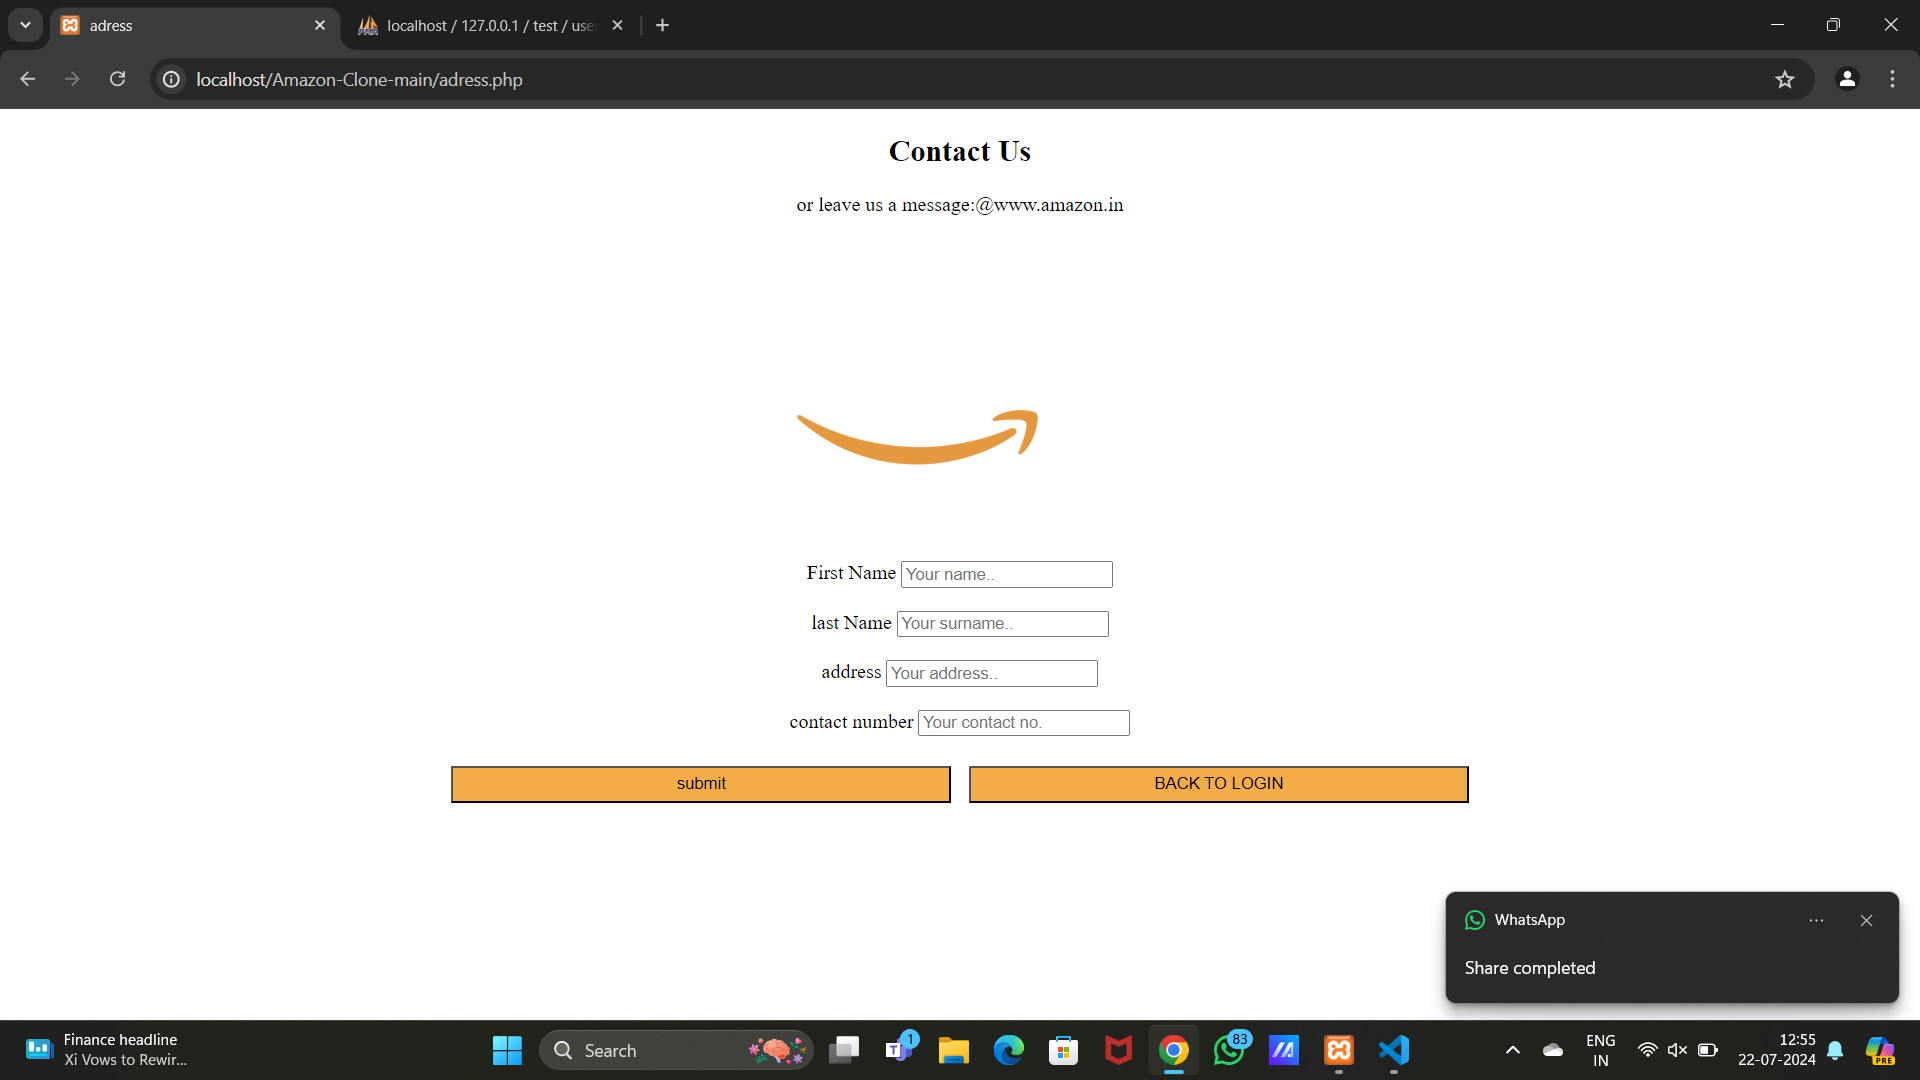 adress
localhost / 127.0.0.1 / test / use
localhost/Amazon-Clone-main/adress.php
Contact Us
or leave us a message:@www.amazon.in
First Name Your name..
last Name Your surname..
address Your address..
contact number Your contact no.
submit BACK TO LOGIN
WhatsApp
Share completed
Finance headline
Xi Vows to Rewir...
Search
1
83
ENG
IN
12:55
22-07-2024
PRE